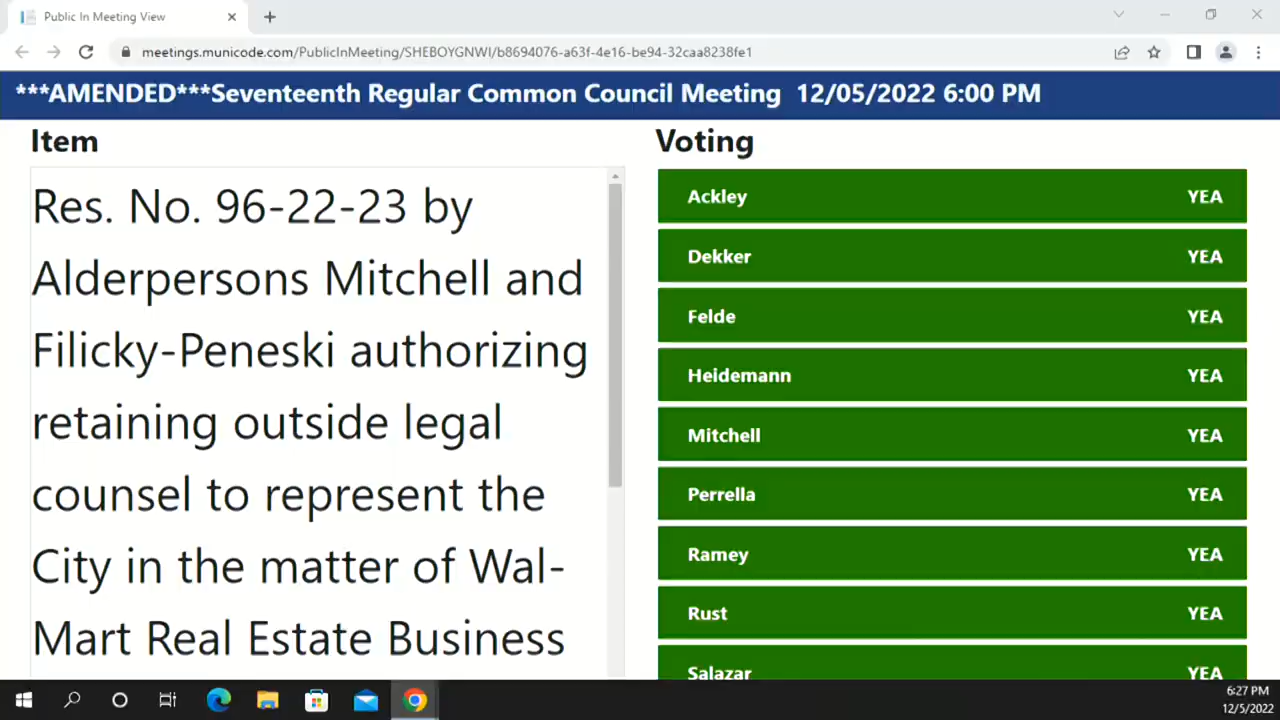 Public In Meeting View
meetings.municode.com/PublicInMeeting/SHEBOYGNWI/b8694076-a63f-4e16-be94-32caa8238fe1
***AMENDED***Seventeenth Regular Common Council Meeting 12/05/2022 6:00 PM
Item
Res. No. 96-22-23 by
Alderpersons Mitchell and
Filicky-Peneski authorizing
retaining outside legal
counsel to represent the
City in the matter of Wal-
Mart Real Estate Business
Voting
Ackley YEA
Dekker YEA
Felde YEA
Heidemann YEA
Mitchell YEA
Perrella YEA
Ramey YEA
Rust YEA
Salazar YEA
6:27 PM
12/5/2022